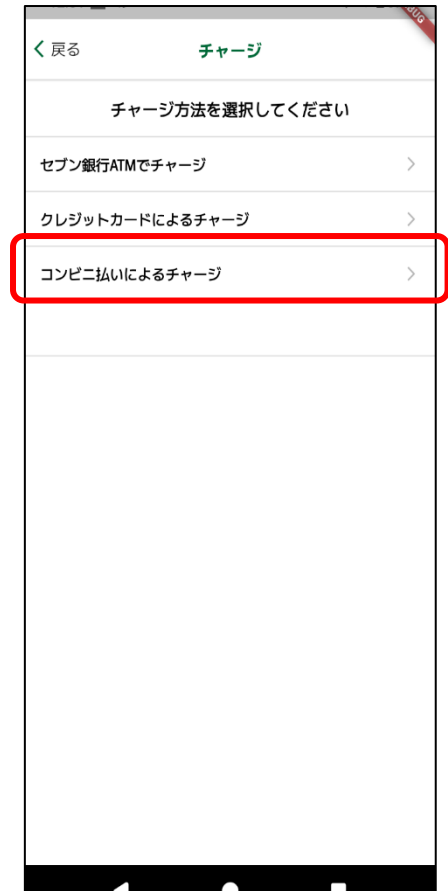 戻る
チャージ
チャージ方法を選択してください
セブン銀行ATMでチャージ
クレジットカードによるチャージ
コンビニ払いによるチャージ